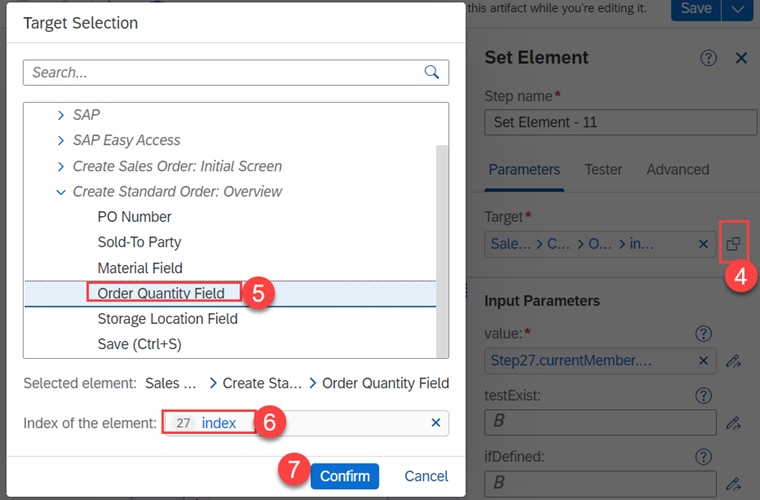 this artifact while you're editing it.
Save
Target Selection
Search...
SAP
SAP Easy Access
Create Sales Order: Initial Screen
Create Standard Order: Overview
PO Number
Sold-To Party
Material Field
Order Quantity Field
5
Storage Location Field
Save (Ctrl+S)
Selected element: Sales ... > Create Sta... > Order Quantity Field
Index of the element: 27 index
6
7
Confirm
Cancel
Set Element
Step name*
Set Element - 11
Parameters Tester Advanced
Target*
Sale... > C... > O... > in...
4
Input Parameters
value:*
Step27.currentMember....
testExist:
B
ifDefined:
B